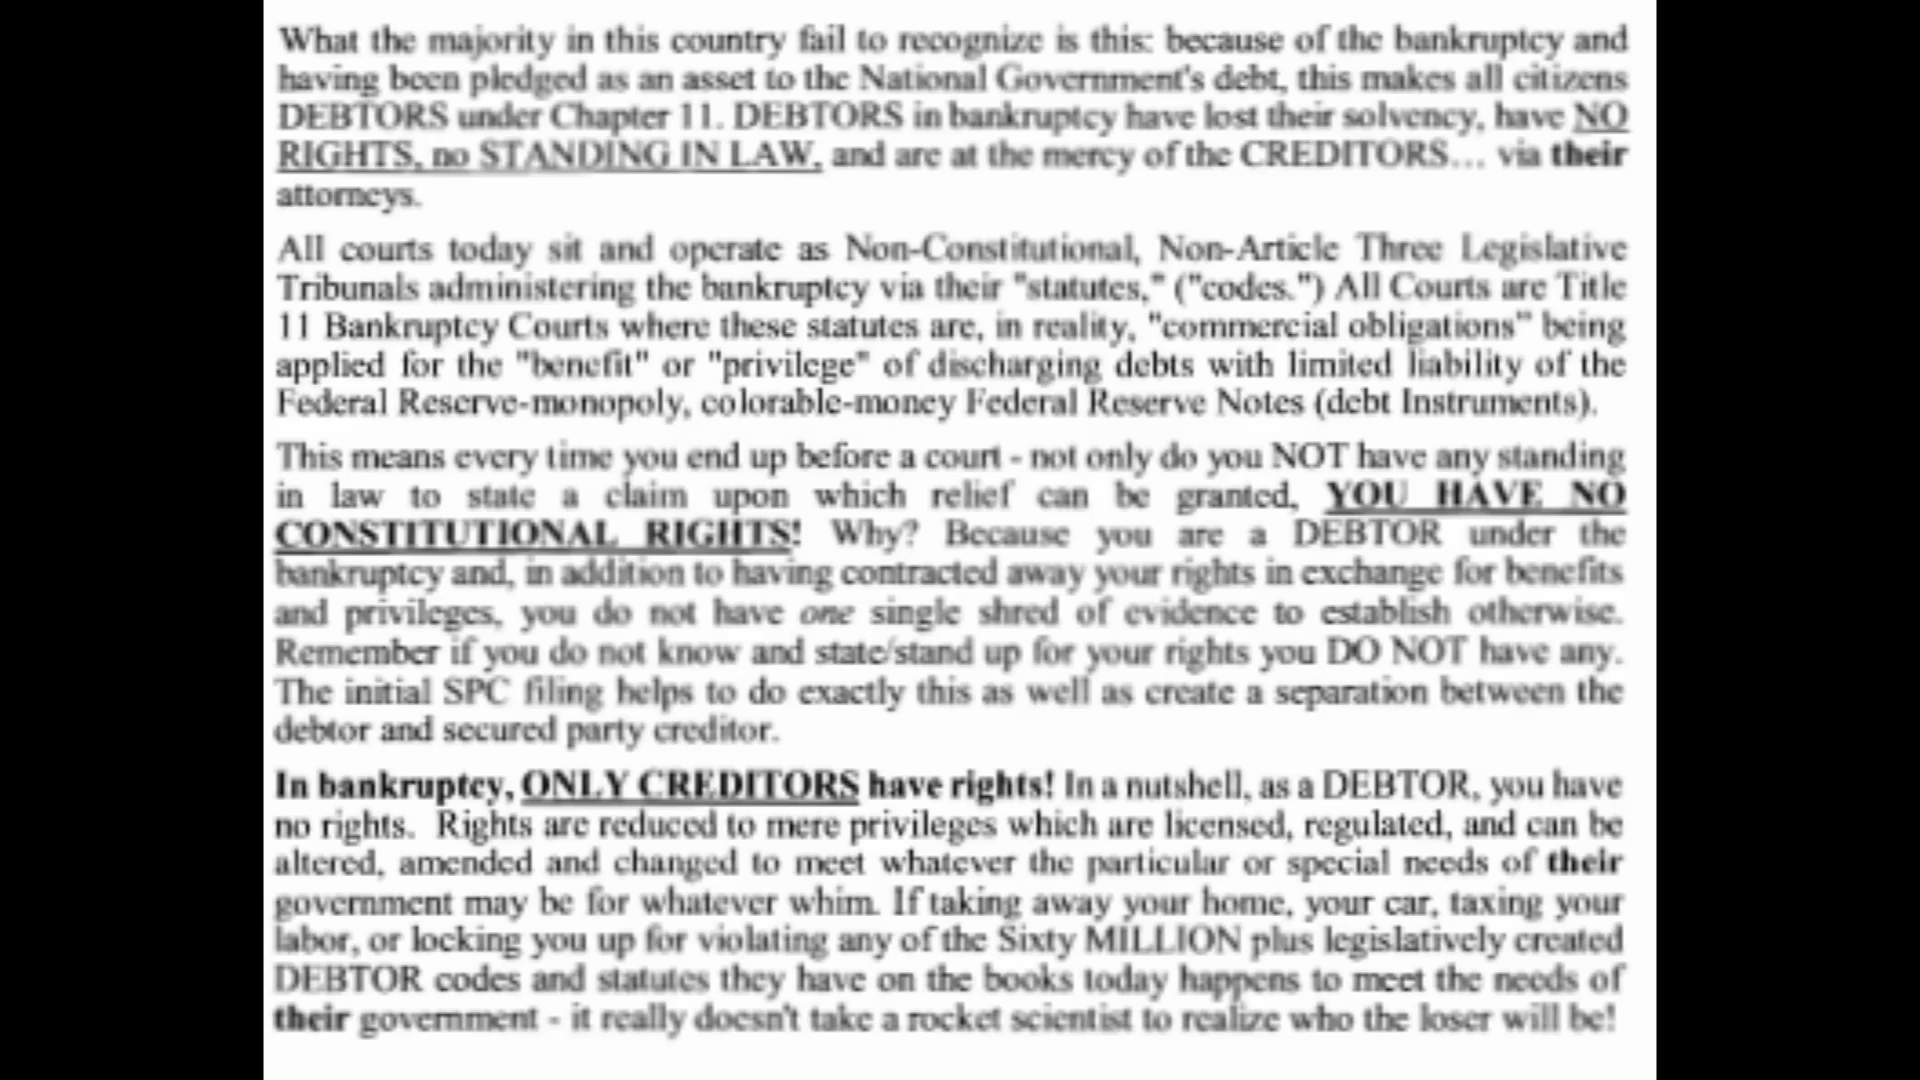 What the majority in this country fail to recognize is this: because of the bankruptcy and
having been pledged as an asset to the National Government's debt, this makes all citizens
DEBTORS under Chapter 11. DEBTORS in bankruptcy have lost their solvency, have NO
RIGHTS, no STANDING IN LAW, and are at the mercy of the CREDITORS... via their
attorneys.
All courts today sit and operate as Non-Constitutional, Non-Article Three Legislative
Tribunals administering the bankruptcy via their "statutes," ("codes.") All Courts are Title
11 Bankruptcy Courts where these statutes are, in reality, "commercial obligations" being
applied for the "benefit" or "privilege" of discharging debts with limited liability of the
Federal Reserve-monopoly, colorable-money Federal Reserve Notes (debt Instruments).
This means every time you end up before a court - not only do you NOT have any standing
in law to state a claim upon which relief can be granted, YOU HAVE NO
CONSTITUTIONAL RIGHTS! Why? Because you are a DEBTOR under the
bankruptcy and, in addition to having contracted away your rights in exchange for benefits
and privileges, you do not have one single shred of evidence to establish otherwise.
Remember if you do not know and state/stand up for your rights you DO NOT have any.
The initial SPC filing helps to do exactly this as well as create a separation between the
debtor and secured party creditor.
In bankruptcy, ONLY CREDITORS have rights! In a nutshell, as a DEBTOR, you have
no rights. Rights are reduced to mere privileges which are licensed, regulated, and can be
altered, amended and changed to meet whatever the particular or special needs of their
government may be for whatever whim. If taking away your home, your car, taxing your
labor, or locking you up for violating any of the Sixty MILLION plus legislatively created
DEBTOR codes and statutes they have on the books today happens to meet the needs of
their government - it really doesn't take a rocket scientist to realize who the loser will be!